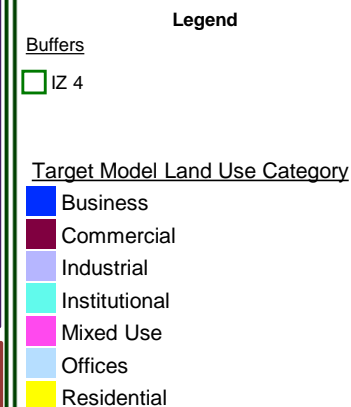 Legend
Buffers
IZ 4
Target Model Land Use Category
Business
Commercial
Industrial
Institutional
Mixed Use
Offices
Residential